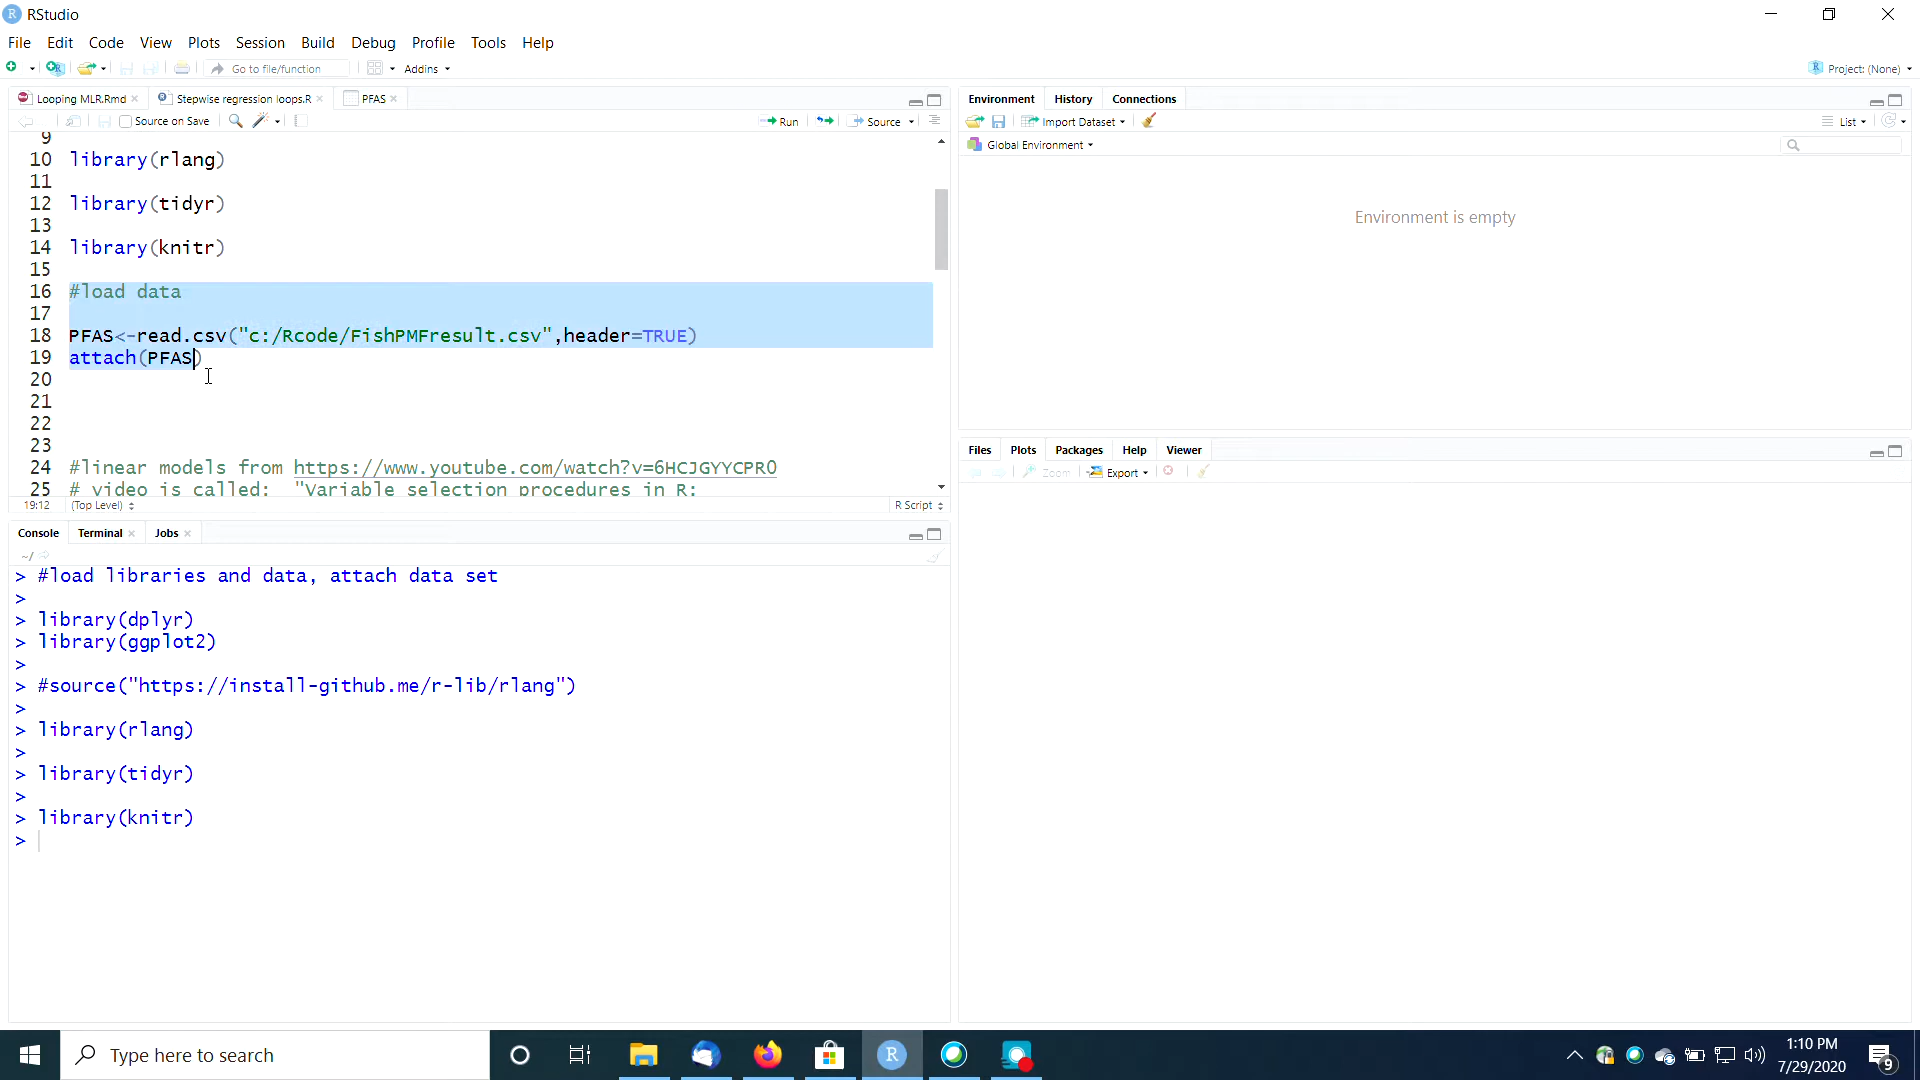 RStudio
File Edit Code View Plots Session Build Debug Profile Tools Help
Go to file/function Addins Project: (None)
Looping MLR.Rmd Stepwise regression loops.R PFAS
Source on Save Run Source
9
10 library(rlang)
11
12 library(tidyr)
13
14 library(knitr)
15
16 #load data
17
18 PFAS<-read.csv("c:/Rcode/FishPMFresult.csv",header=TRUE)
19 attach(PFAS)
20
21
22
23
24 #linear models from https://www.youtube.com/watch?v=6HCJGYYCPR0
25 # video is called: "Variable selection procedures in R:
19:12 (Top Level) R Script
Console Terminal Jobs
~/
> #load libraries and data, attach data set
>
> library(dplyr)
> library(ggplot2)
>
> #source("https://install-github.me/r-lib/rlang")
>
> library(rlang)
>
> library(tidyr)
>
> library(knitr)
>
Environment History Connections
Import Dataset List
Global Environment
Environment is empty
Files Plots Packages Help Viewer
Zoom Export
Type here to search
1:10 PM
7/29/2020
9